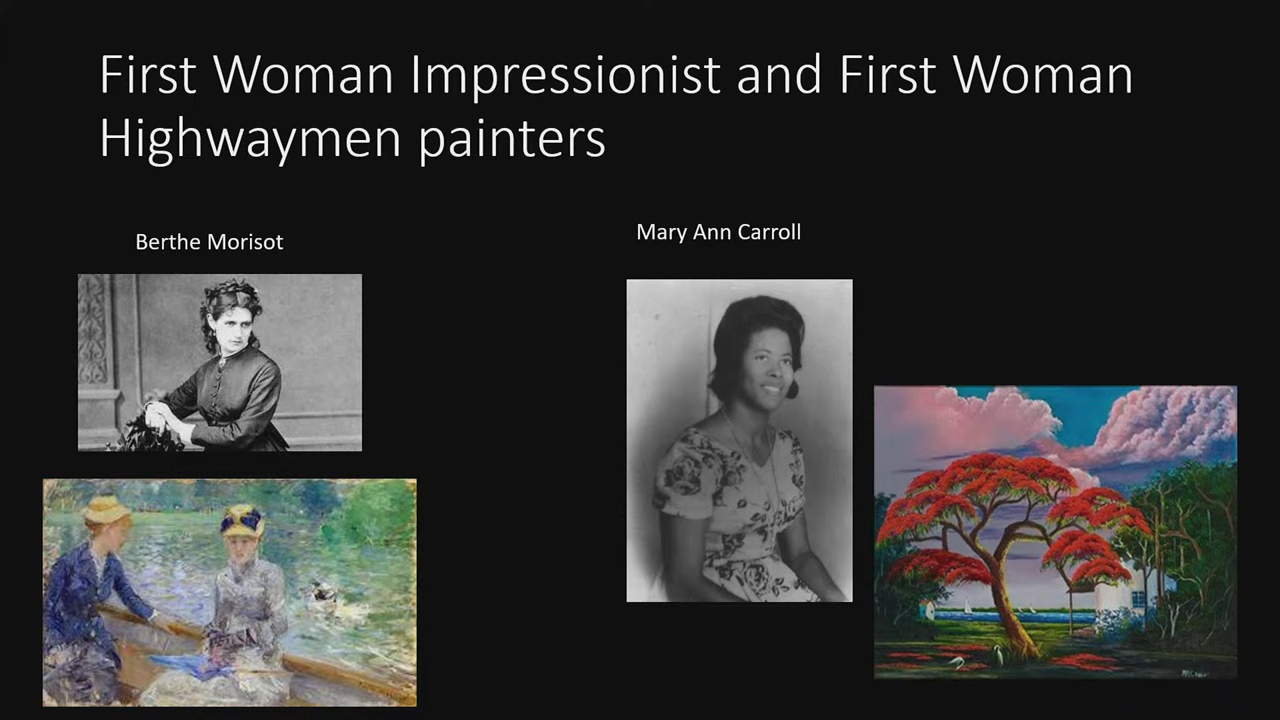 First Woman Impressionist and First Woman
Highwaymen painters
Berthe Morisot
Mary Ann Carroll